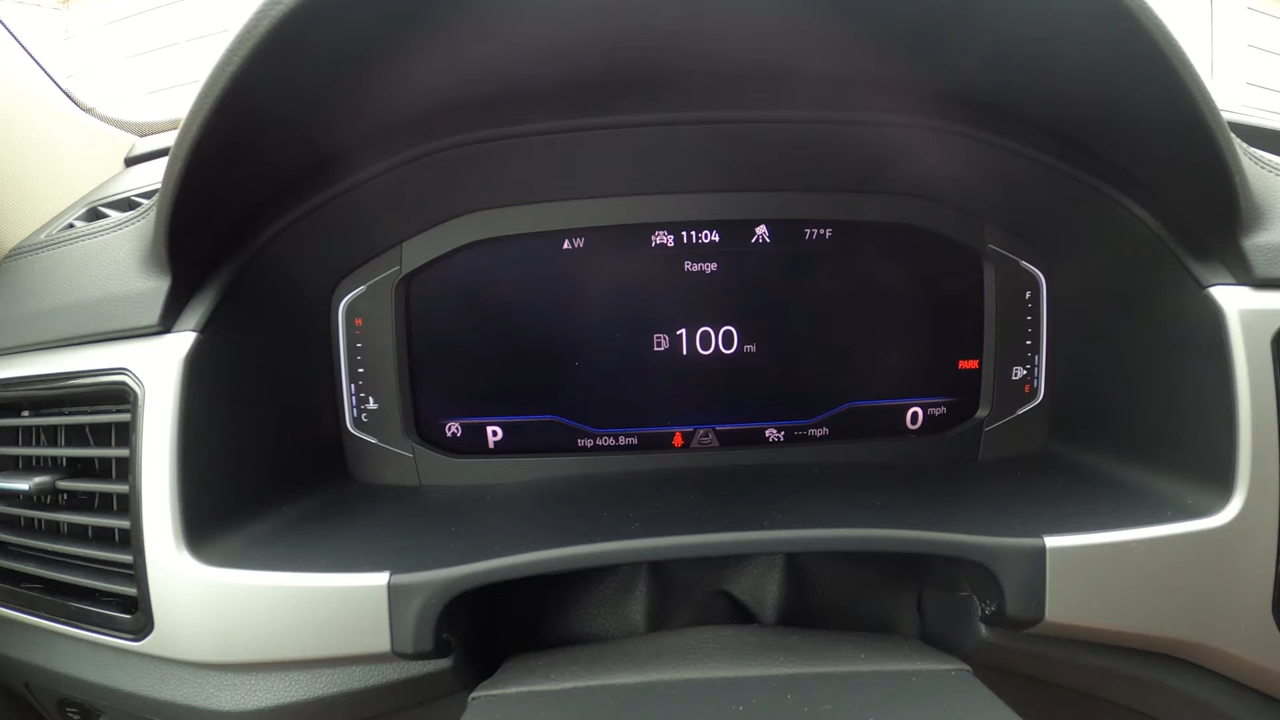 W
11:04
77°F
Range
100 mi
H
C
F
E
PARK
P
trip 406.8mi
--- mph
0 mph